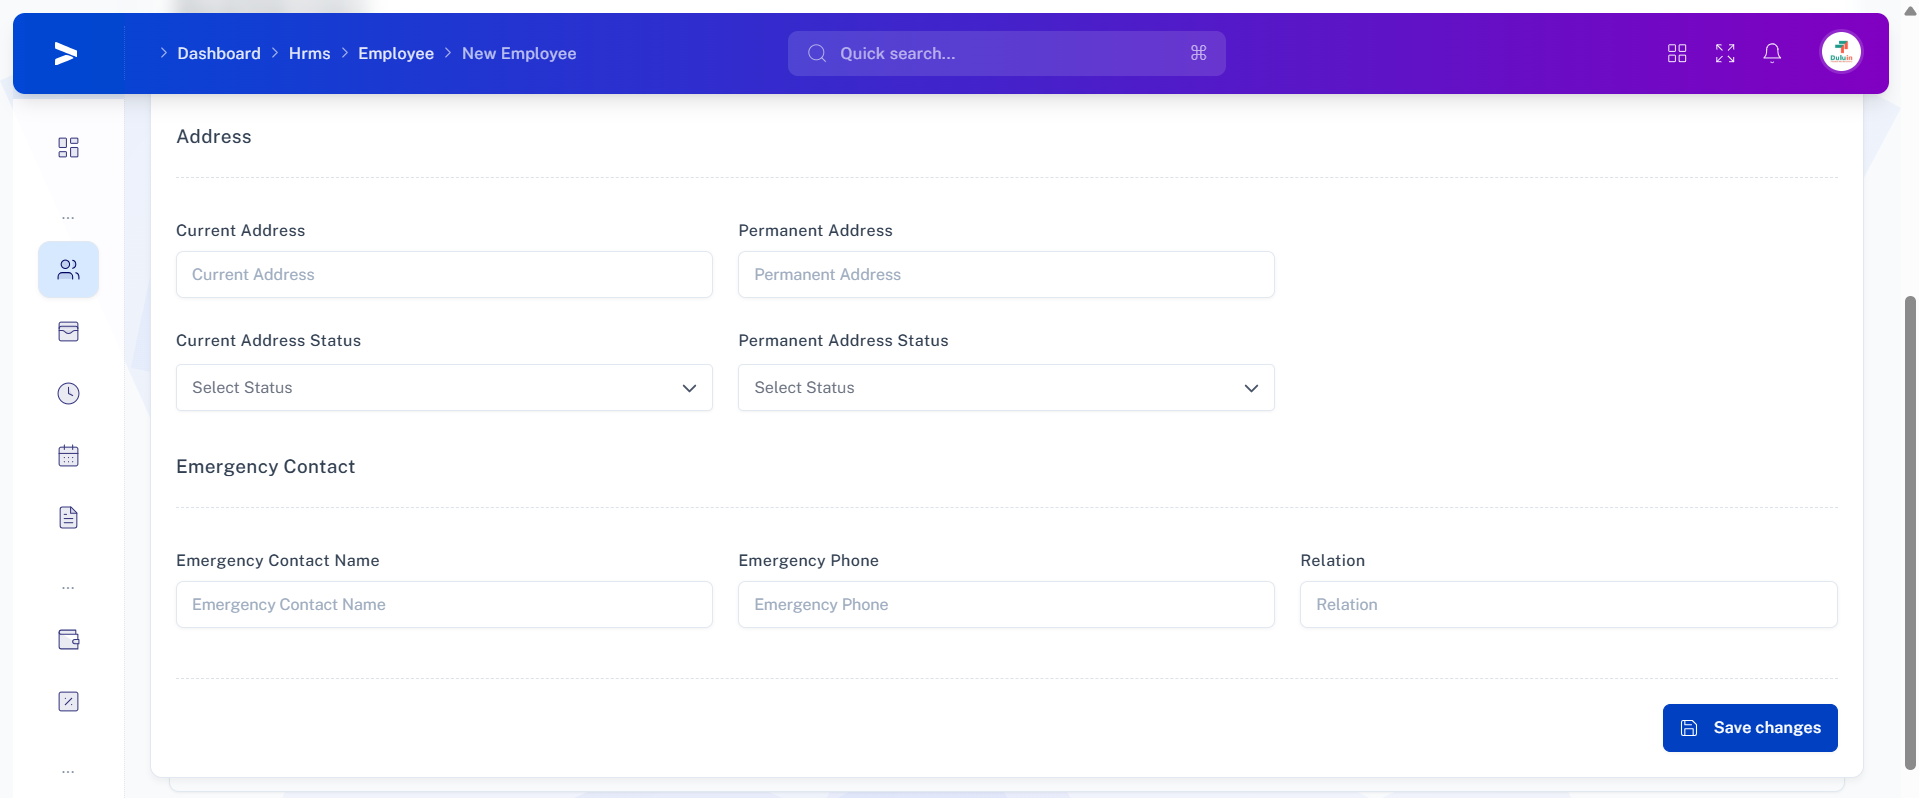 Dashboard Hrms Employee New Employee
Quick search... ⌘
Duluin
Address
Current Address Permanent Address
Current Address Permanent Address
Current Address Status Permanent Address Status
Select Status Select Status
Emergency Contact
Emergency Contact Name Emergency Phone Relation
Emergency Contact Name Emergency Phone Relation
Save changes